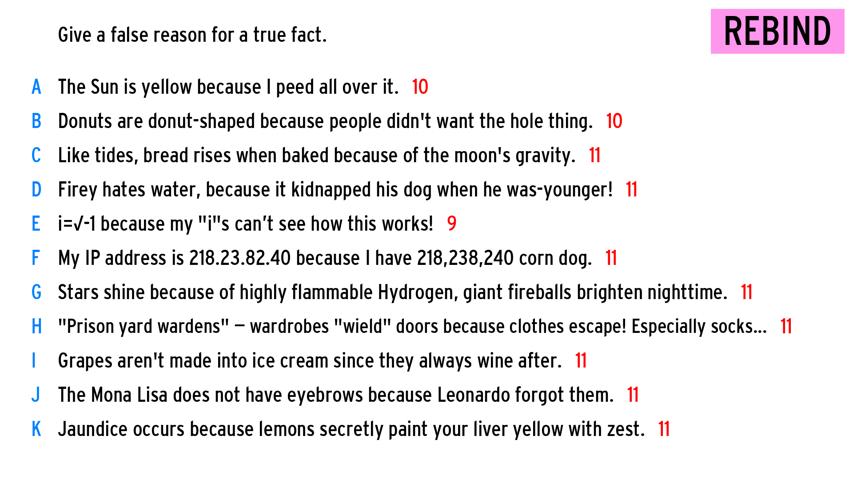 Give a false reason for a true fact.
REBIND
A The Sun is yellow because I peed all over it. 10
B Donuts are donut-shaped because people didn't want the hole thing. 10
C Like tides, bread rises when baked because of the moon's gravity. 11
D Firey hates water, because it kidnapped his dog when he was-younger! 11
E i=√-1 because my "i"s can't see how this works! 9
F My IP address is 218.23.82.40 because I have 218,238,240 corn dog. 11
G Stars shine because of highly flammable Hydrogen, giant fireballs brighten nighttime. 11
H "Prison yard wardens" – wardrobes "wield" doors because clothes escape! Especially socks... 11
I Grapes aren't made into ice cream since they always wine after. 11
J The Mona Lisa does not have eyebrows because Leonardo forgot them. 11
K Jaundice occurs because lemons secretly paint your liver yellow with zest. 11